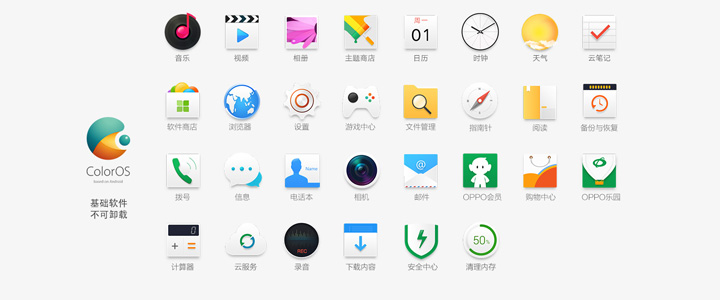 周一
01
音乐
视频
相册
主题商店
日历
时钟
天气
云笔记
软件商店
浏览器
设置
游戏中心
文件管理
指南针
阅读
备份与恢复
ColorOS
based on Android
基础软件
不可卸载
Name
@
拨号
信息
电话本
相机
邮件
OPPO会员
购物中心
OPPO乐园
0
REC
50%
计算器
云服务
录音
下载内容
安全中心
清理内存